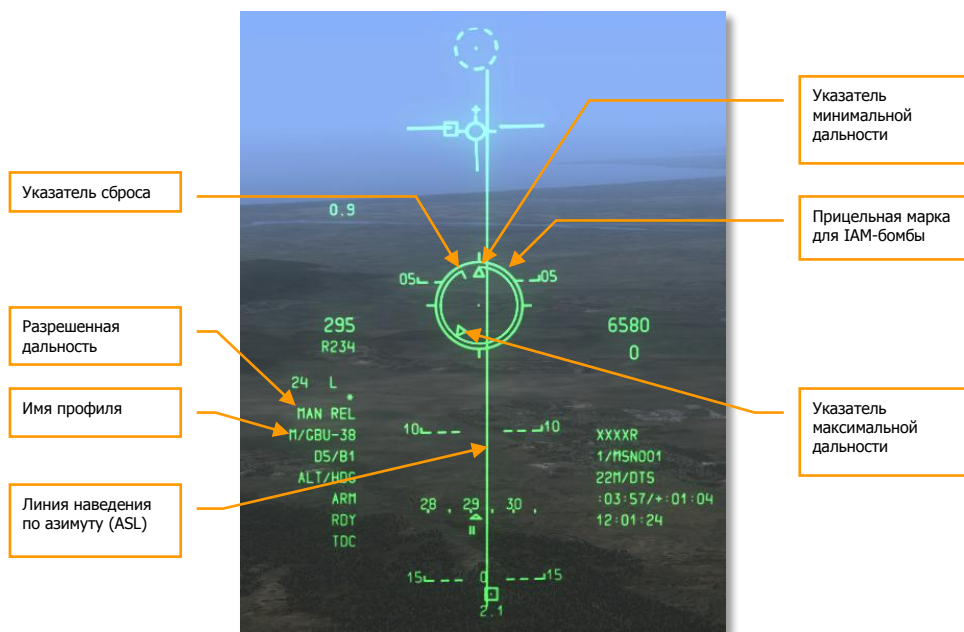 Указатель сброса
Разрешенная
дальность
Имя профиля
Линия наведения
по азимуту (ASL)
0.9
05 05
295
R234
6580
0
24 L
*
MAN REL
M/GBU-38
D5/B1
ALT/HDG
ARM
RDY
TDC
10 10
XXXXR
1/MSN001
22M/DTS
:03:57/+:01:04
12:01:24
28 . 29 . 30 .
15 0 15
2.1
Указатель
минимальной
дальности
Прицельная марка
для IAM-бомбы
Указатель
максимальной
дальности